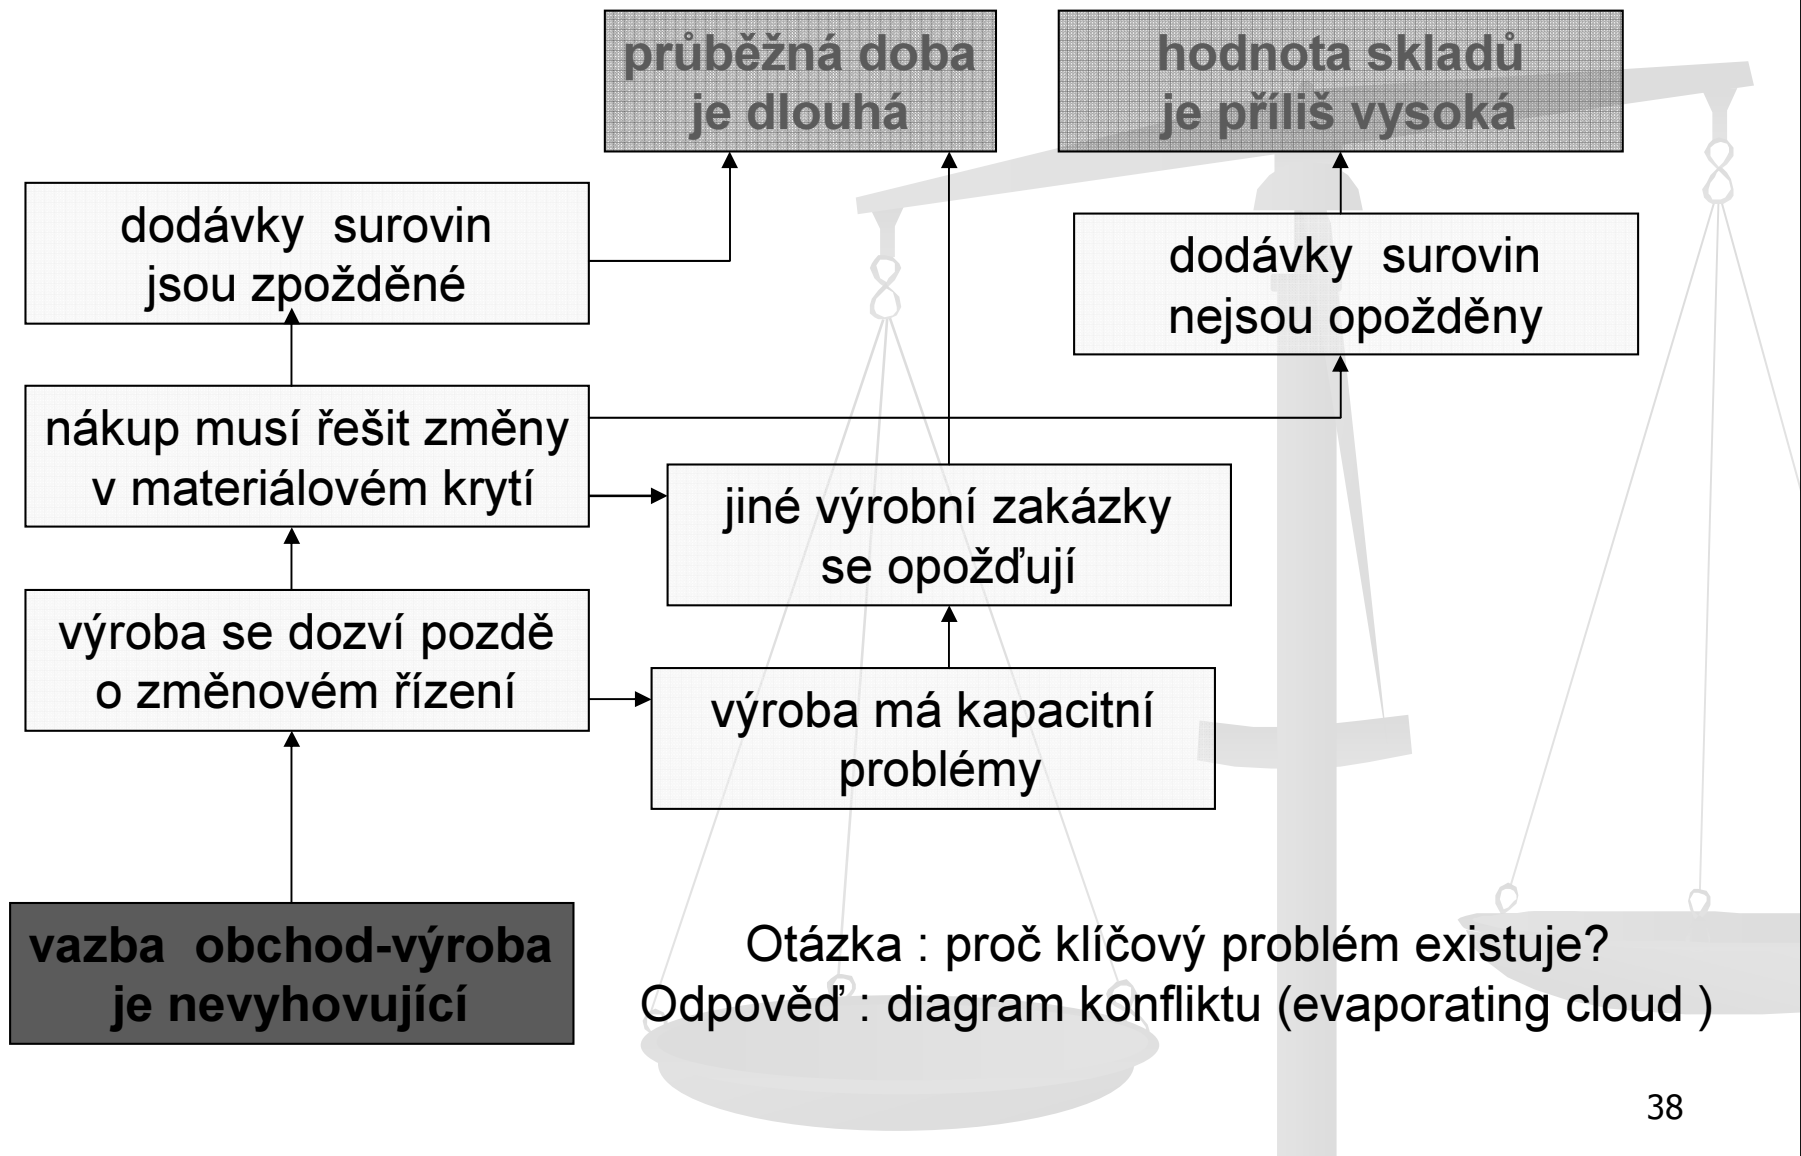 průběžná doba
je dlouhá
hodnota skladů
je příliš vysoká
dodávky  surovin
jsou zpožděné
dodávky  surovin
nejsou opožděny
nákup musí řešit změny
v materiálovém krytí
jiné výrobní zakázky
se opožďují
výroba se dozví pozdě
o změnovém řízení
výroba má kapacitní
problémy
vazba  obchod-výroba
je nevyhovující
Otázka : proč klíčový problém existuje?
Odpověď : diagram konfliktu (evaporating cloud )
38